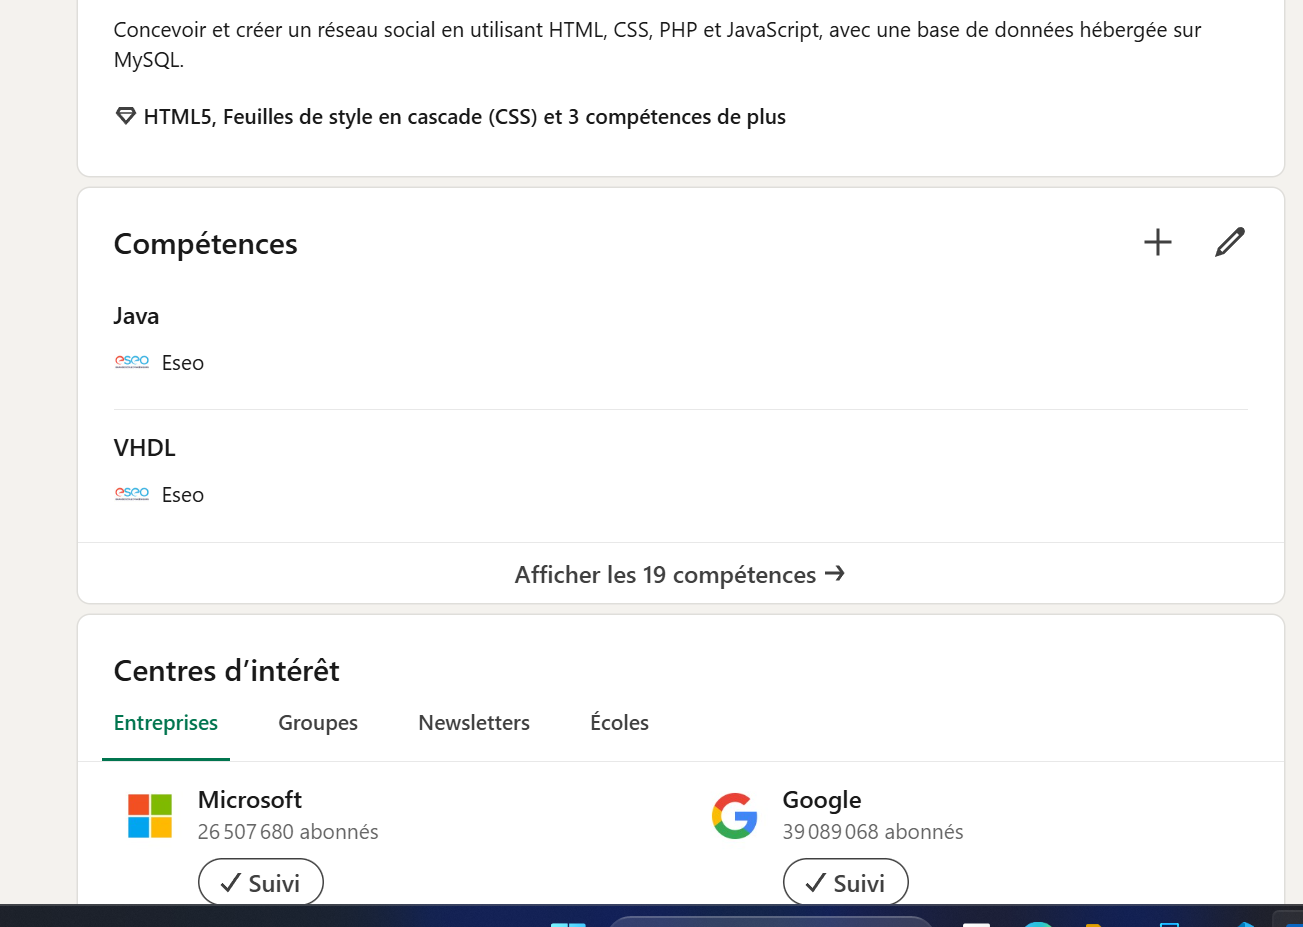 Concevoir et créer un réseau social en utilisant HTML, CSS, PHP et JavaScript, avec une base de données hébergée sur
MySQL.
HTML5, Feuilles de style en cascade (CSS) et 3 compétences de plus
Compétences
Java
eseo Eseo
VHDL
eseo Eseo
Afficher les 19 compétences →
Centres d’intérêt
Entreprises Groupes Newsletters Écoles
Microsoft Google
26 507 680 abonnés 39 089 068 abonnés
✓ Suivi ✓ Suivi